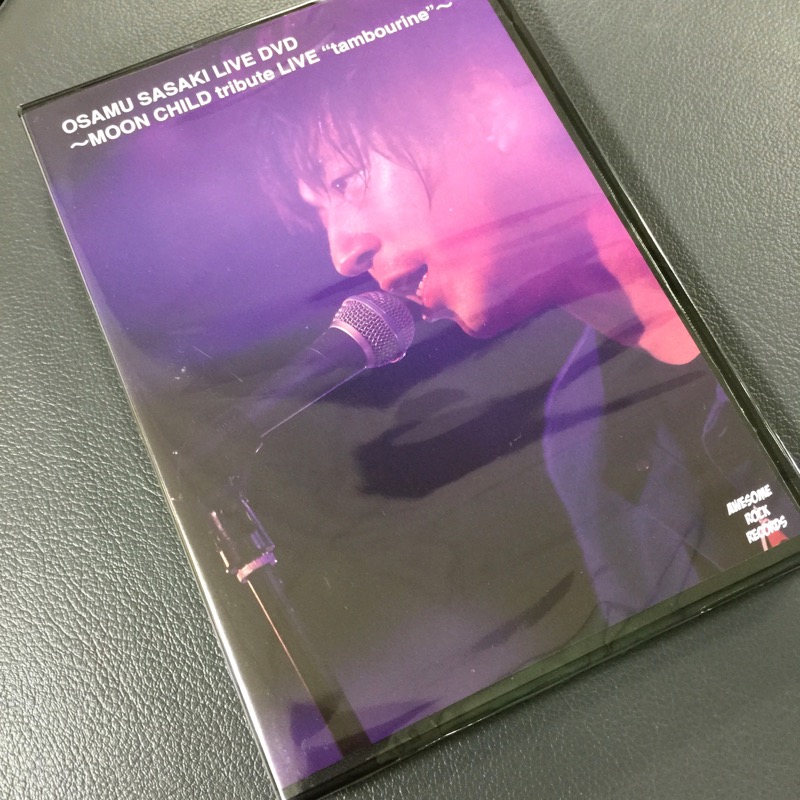 OSAMU SASAKI LIVE DVD
～MOON CHILD tribute LIVE “tambourine”～
AWESOME
ROCK
RECORDS